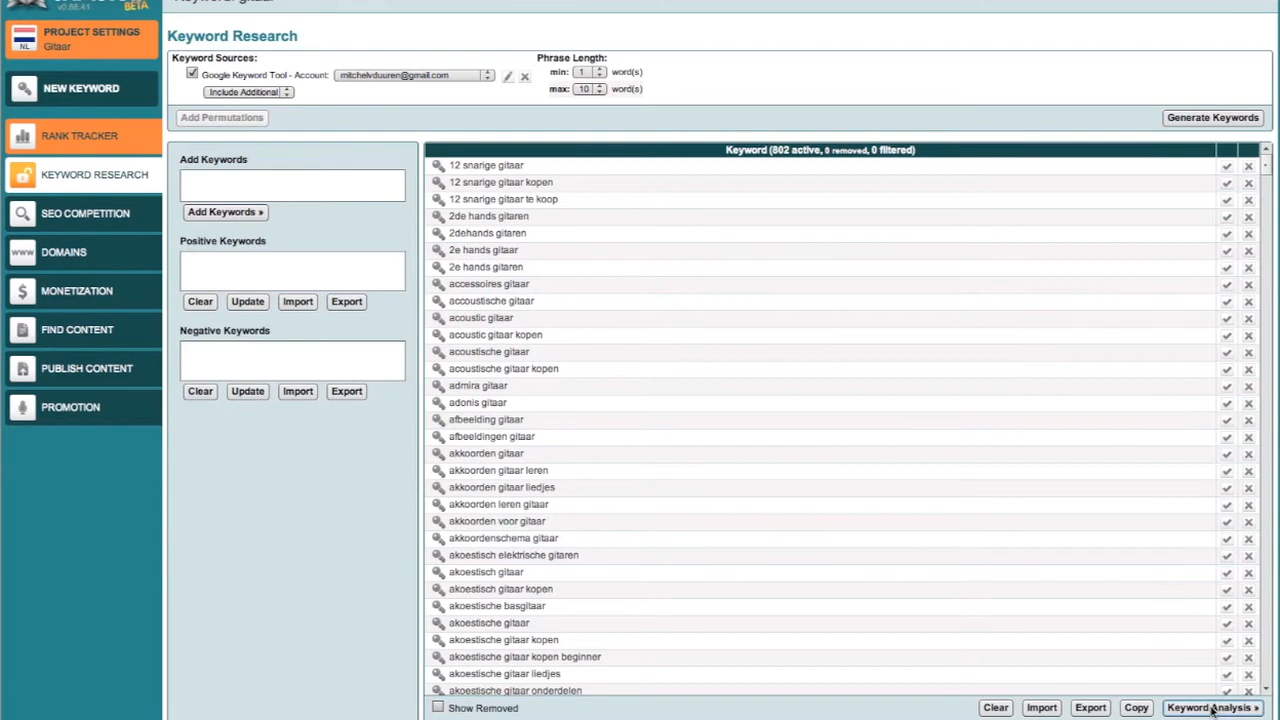 v0.88.41
BETA
Keyword: gitaar
PROJECT SETTINGS
NL
Gitaar
NEW KEYWORD
RANK TRACKER
KEYWORD RESEARCH
SEO COMPETITION
www DOMAINS
$ MONETIZATION
FIND CONTENT
PUBLISH CONTENT
PROMOTION
Keyword Research
Keyword Sources:
Google Keyword Tool - Account: mitchelvduuren@gmail.com
Include Additional
Phrase Length:
min: 1 word(s)
max: 10 word(s)
Add Permutations
Generate Keywords
Add Keywords
Add Keywords »
Positive Keywords
Clear Update Import Export
Negative Keywords
Clear Update Import Export
Keyword (802 active, 0 removed, 0 filtered)
12 snarige gitaar
12 snarige gitaar kopen
12 snarige gitaar te koop
2de hands gitaren
2dehands gitaren
2e hands gitaar
2e hands gitaren
accessoires gitaar
accoustische gitaar
acoustic gitaar
acoustic gitaar kopen
acoustische gitaar
acoustische gitaar kopen
admira gitaar
adonis gitaar
afbeelding gitaar
afbeeldingen gitaar
akkoorden gitaar
akkoorden gitaar leren
akkoorden gitaar liedjes
akkoorden leren gitaar
akkoorden voor gitaar
akkoordenschema gitaar
akoestisch elektrische gitaren
akoestisch gitaar
akoestisch gitaar kopen
akoestische basgitaar
akoestische gitaar
akoestische gitaar kopen
akoestische gitaar kopen beginner
akoestische gitaar liedjes
akoestische gitaar onderdelen
Show Removed
Clear Import Export Copy Keyword Analysis »